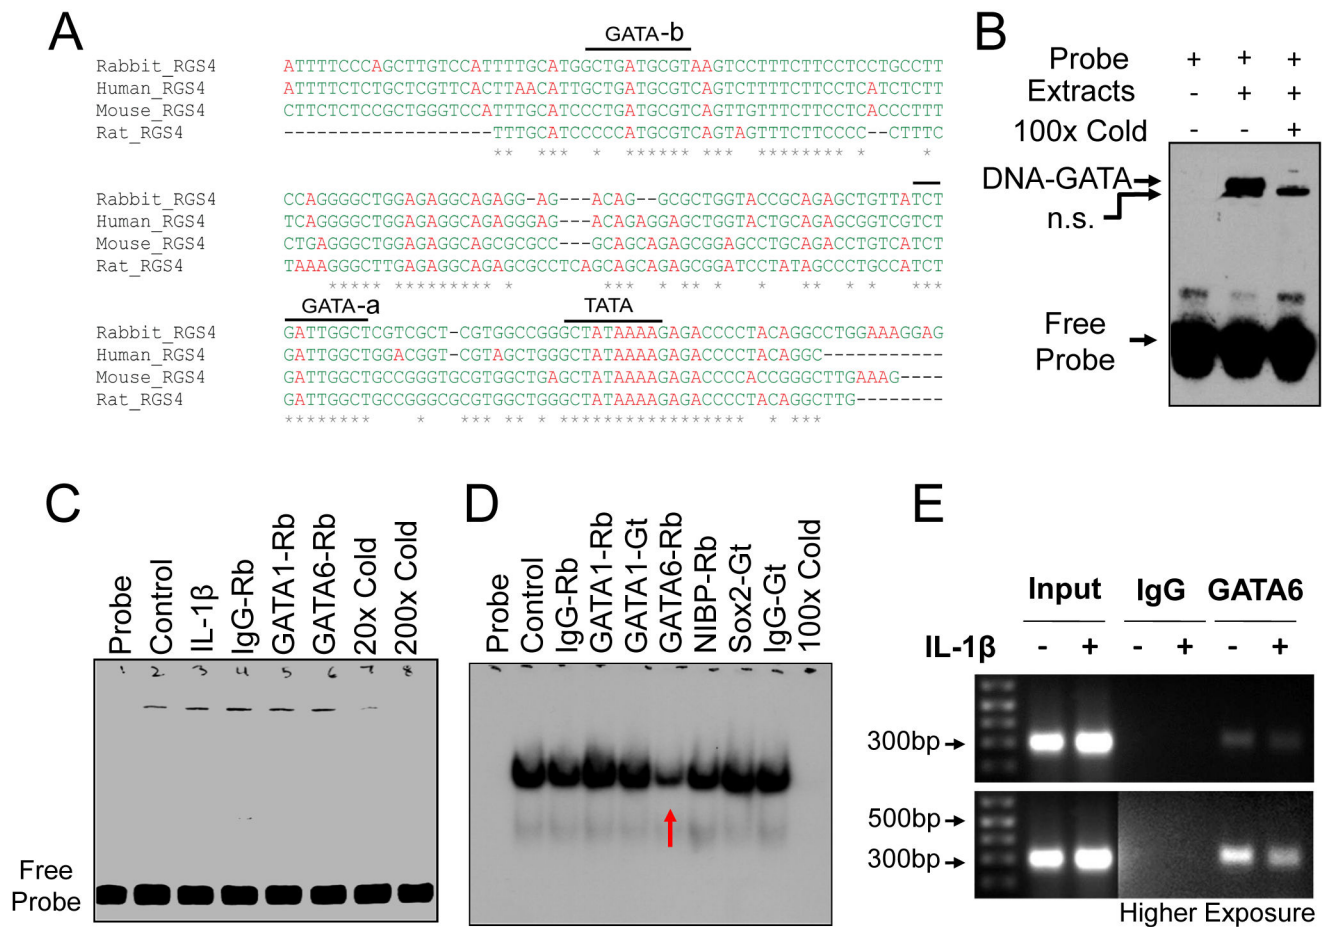 A
GATA-b
Rabbit_RGS4 ATTTTCCCAGCTTGTCCATTTTGCATGGCTGATGCGTAAGTCCTTTCTTCCTCCTGCCTT
Human_RGS4 ATTTTCTCTGCTCGTTCACTTAACATTGCCTGATGCGTCAGTCTTTCTTCCTCATCTCTT
Mouse_RGS4 CTTCTCTCCGCTGGGTCCATTTGCATCCCTGATGCGTCAGTTGTTTCTTCCTCACCCTTT
Rat_RGS4 -------------------TTTGCATCCCCCATGCGTCAGTAGTTTCTTCCCC--CTTTC
** *** * ****** *** ******** * *
Rabbit_RGS4 CCAGGGGCTGGAGAGGCAGAGG-AG---ACAG--GCGCTGGTACCGCAGAGCTGTTATCT
Human_RGS4 TCAGGGGCTGGAGAGGCAGAGGGAG---ACAGAGGAGCTGGTACTGCAGAGCGGTCGTCT
Mouse_RGS4 CTGAGGGCTGGAGAGGCAGCGCGCC---GCAGCAGAGCGGAGCCTGCAGACCTGTCATCT
Rat_RGS4 TAAAGGGCTTGAGAGGCAGAGCGCCTCAGCAGCAGAGCGGATCCTATAGCCCTGCCATCT
***** ********* * *** * ** * ** * * ***
GATA-a TATA
Rabbit_RGS4 GATTGGCTCGTCGCT-CGTGGCCGGGCTATAAAAGAGACCCCTACAGGCCTGGAAAGGAG
Human_RGS4 GATTGGCTGGACGGT-CGTAGCTGGGCTATAAAAGAGACCCCTACAGGC-----------
Mouse_RGS4 GATTGGCTGCCGGGTGCGTGGCTGAGCTATAAAAGAGACCCCACCGGGCTTGAAAG----
Rat_RGS4 GATTGGCTGCCGGGCGCGTGGCTGGGCTATAAAAGAGACCCCTACAGGCTTG--------
******** * *** ** * ***************** * ***
B
Probe + + +
Extracts - + +
100x Cold - - +
DNA-GATA
n.s.
Free
Probe
C
Probe
Control
IL-1β
IgG-Rb
GATA1-Rb
GATA6-Rb
20x Cold
200x Cold
1 2 3 4 5 6 7 8
Free
Probe
D
Probe
Control
IgG-Rb
GATA1-Rb
GATA1-Gt
GATA6-Rb
NIBP-Rb
Sox2-Gt
IgG-Gt
100x Cold
E
Input IgG GATA6
IL-1β - + - + - +
300bp
500bp
300bp
Higher Exposure